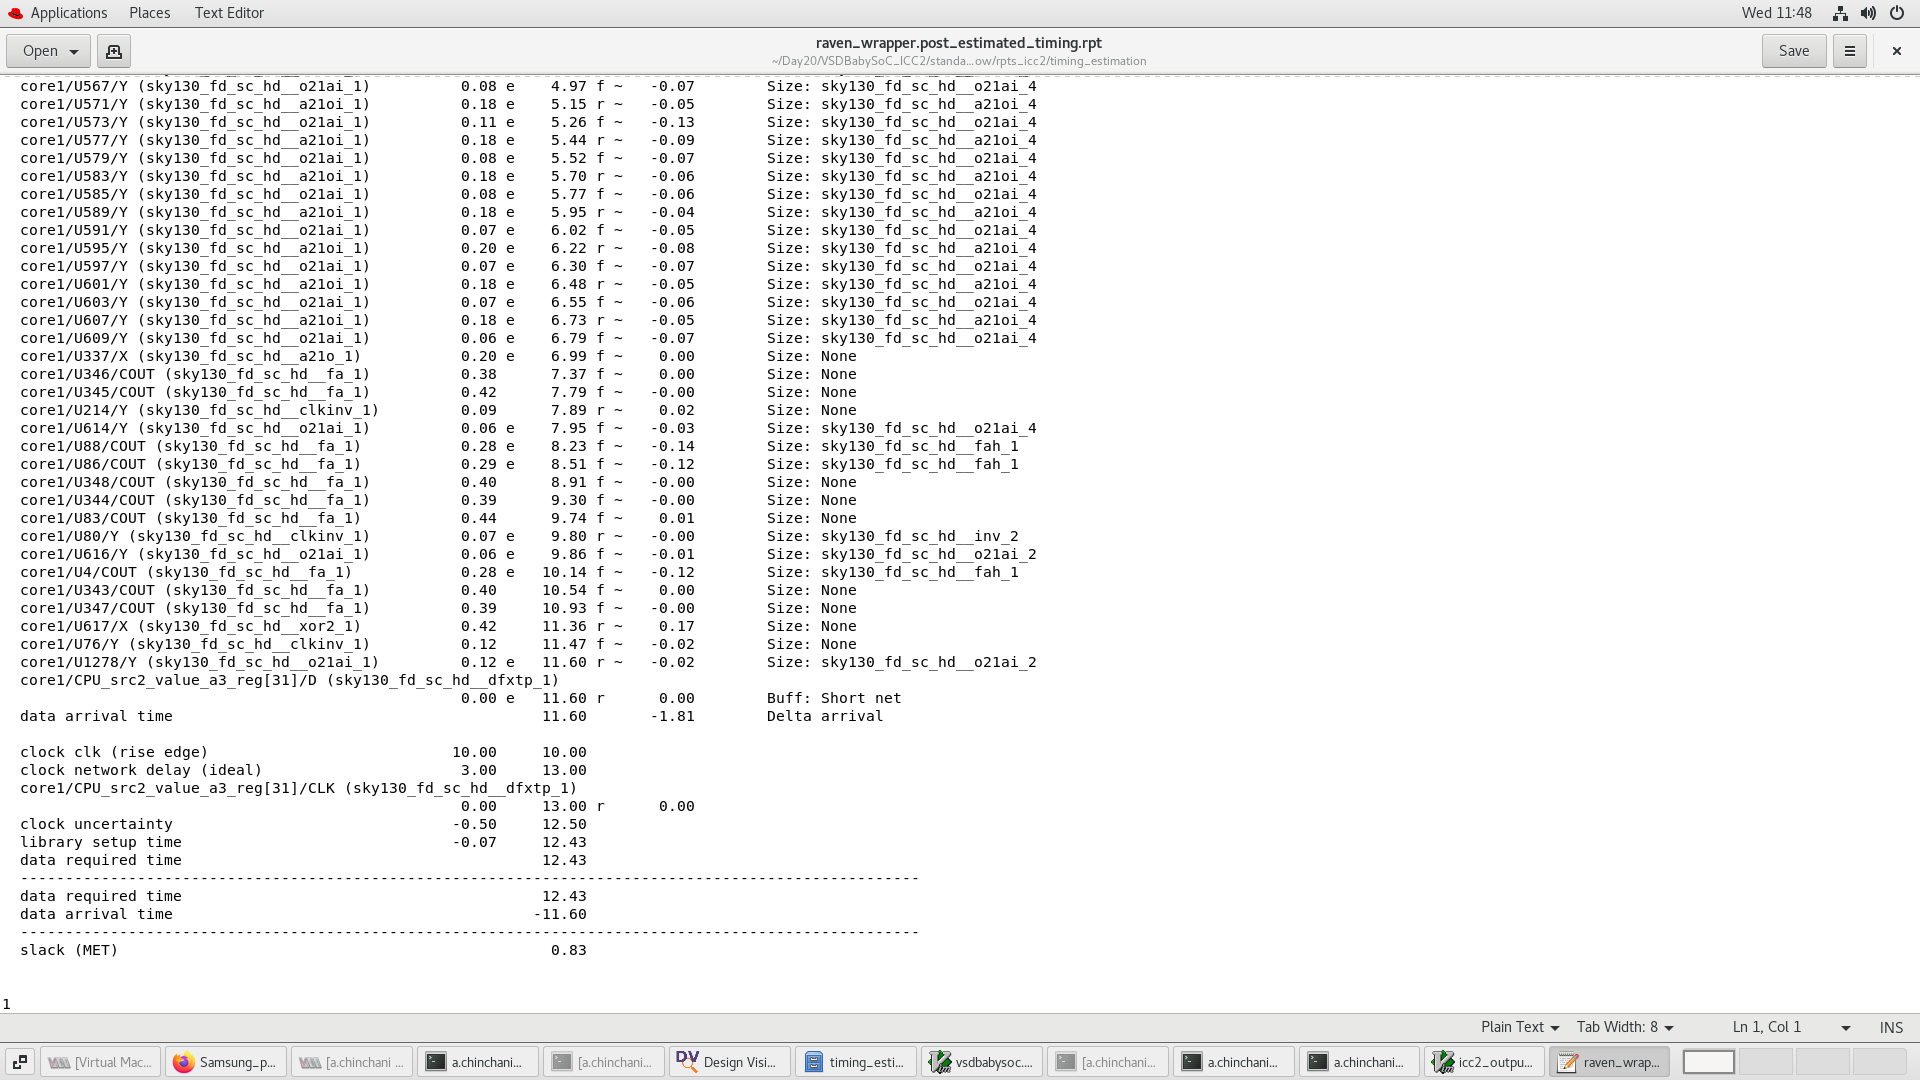 Applications Places Text Editor Wed 11:48
Open raven_wrapper.post_estimated_timing.rpt Save
~/Day20/VSDBabySoC_ICC2/standa...ow/rpts_icc2/timing_estimation
core1/U567/Y (sky130_fd_sc_hd__o21ai_1) 0.08 e 4.97 f ~ -0.07 Size: sky130_fd_sc_hd__o21ai_4
core1/U571/Y (sky130_fd_sc_hd__a21oi_1) 0.18 e 5.15 r ~ -0.05 Size: sky130_fd_sc_hd__a21oi_4
core1/U573/Y (sky130_fd_sc_hd__o21ai_1) 0.11 e 5.26 f ~ -0.13 Size: sky130_fd_sc_hd__o21ai_4
core1/U577/Y (sky130_fd_sc_hd__a21oi_1) 0.18 e 5.44 r ~ -0.09 Size: sky130_fd_sc_hd__a21oi_4
core1/U579/Y (sky130_fd_sc_hd__o21ai_1) 0.08 e 5.52 f ~ -0.07 Size: sky130_fd_sc_hd__o21ai_4
core1/U583/Y (sky130_fd_sc_hd__a21oi_1) 0.18 e 5.70 r ~ -0.06 Size: sky130_fd_sc_hd__a21oi_4
core1/U585/Y (sky130_fd_sc_hd__o21ai_1) 0.08 e 5.77 f ~ -0.06 Size: sky130_fd_sc_hd__o21ai_4
core1/U589/Y (sky130_fd_sc_hd__a21oi_1) 0.18 e 5.95 r ~ -0.04 Size: sky130_fd_sc_hd__a21oi_4
core1/U591/Y (sky130_fd_sc_hd__o21ai_1) 0.07 e 6.02 f ~ -0.05 Size: sky130_fd_sc_hd__o21ai_4
core1/U595/Y (sky130_fd_sc_hd__a21oi_1) 0.20 e 6.22 r ~ -0.08 Size: sky130_fd_sc_hd__a21oi_4
core1/U597/Y (sky130_fd_sc_hd__o21ai_1) 0.07 e 6.30 f ~ -0.07 Size: sky130_fd_sc_hd__o21ai_4
core1/U601/Y (sky130_fd_sc_hd__a21oi_1) 0.18 e 6.48 r ~ -0.05 Size: sky130_fd_sc_hd__a21oi_4
core1/U603/Y (sky130_fd_sc_hd__o21ai_1) 0.07 e 6.55 f ~ -0.06 Size: sky130_fd_sc_hd__o21ai_4
core1/U607/Y (sky130_fd_sc_hd__a21oi_1) 0.18 e 6.73 r ~ -0.05 Size: sky130_fd_sc_hd__a21oi_4
core1/U609/Y (sky130_fd_sc_hd__o21ai_1) 0.06 e 6.79 f ~ -0.07 Size: sky130_fd_sc_hd__o21ai_4
core1/U337/X (sky130_fd_sc_hd__a21o_1) 0.20 e 6.99 f ~ 0.00 Size: None
core1/U346/COUT (sky130_fd_sc_hd__fa_1) 0.38 7.37 f ~ 0.00 Size: None
core1/U345/COUT (sky130_fd_sc_hd__fa_1) 0.42 7.79 f ~ -0.00 Size: None
core1/U214/Y (sky130_fd_sc_hd__clkinv_1) 0.09 7.89 r ~ 0.02 Size: None
core1/U614/Y (sky130_fd_sc_hd__o21ai_1) 0.06 e 7.95 f ~ -0.03 Size: sky130_fd_sc_hd__o21ai_4
core1/U88/COUT (sky130_fd_sc_hd__fa_1) 0.28 e 8.23 f ~ -0.14 Size: sky130_fd_sc_hd__fah_1
core1/U86/COUT (sky130_fd_sc_hd__fa_1) 0.29 e 8.51 f ~ -0.12 Size: sky130_fd_sc_hd__fah_1
core1/U348/COUT (sky130_fd_sc_hd__fa_1) 0.40 8.91 f ~ -0.00 Size: None
core1/U344/COUT (sky130_fd_sc_hd__fa_1) 0.39 9.30 f ~ -0.00 Size: None
core1/U83/COUT (sky130_fd_sc_hd__fa_1) 0.44 9.74 f ~ 0.01 Size: None
core1/U80/Y (sky130_fd_sc_hd__clkinv_1) 0.07 e 9.80 r ~ -0.00 Size: sky130_fd_sc_hd__inv_2
core1/U616/Y (sky130_fd_sc_hd__o21ai_1) 0.06 e 9.86 f ~ -0.01 Size: sky130_fd_sc_hd__o21ai_2
core1/U4/COUT (sky130_fd_sc_hd__fa_1) 0.28 e 10.14 f ~ -0.12 Size: sky130_fd_sc_hd__fah_1
core1/U343/COUT (sky130_fd_sc_hd__fa_1) 0.40 10.54 f ~ 0.00 Size: None
core1/U347/COUT (sky130_fd_sc_hd__fa_1) 0.39 10.93 f ~ -0.00 Size: None
core1/U617/X (sky130_fd_sc_hd__xor2_1) 0.42 11.36 r ~ 0.17 Size: None
core1/U76/Y (sky130_fd_sc_hd__clkinv_1) 0.12 11.47 f ~ -0.02 Size: None
core1/U1278/Y (sky130_fd_sc_hd__o21ai_1) 0.12 e 11.60 r ~ -0.02 Size: sky130_fd_sc_hd__o21ai_2
core1/CPU_src2_value_a3_reg[31]/D (sky130_fd_sc_hd__dfxtp_1)
0.00 e 11.60 r 0.00 Buff: Short net
data arrival time 11.60 -1.81 Delta arrival
clock clk (rise edge) 10.00 10.00
clock network delay (ideal) 3.00 13.00
core1/CPU_src2_value_a3_reg[31]/CLK (sky130_fd_sc_hd__dfxtp_1)
0.00 13.00 r 0.00
clock uncertainty -0.50 12.50
library setup time -0.07 12.43
data required time 12.43
----------------------------------------------------------------------------------------------------
data required time 12.43
data arrival time -11.60
----------------------------------------------------------------------------------------------------
slack (MET) 0.83
1
Plain Text Tab Width: 8 Ln 1, Col 1 INS
[Virtual Mac... Samsung_p... [a.chinchani ... a.chinchani... [a.chinchani... Design Visi... timing_esti... vsdbabysoc.... [a.chinchani... a.chinchani... a.chinchani... icc2_outpu... raven_wrap...